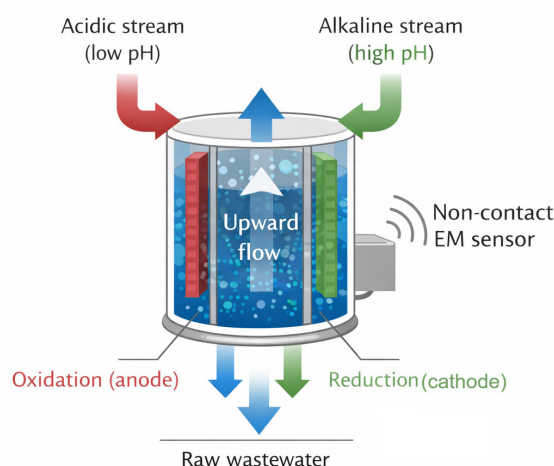 Acidic stream
(low pH)
Alkaline stream
(high pH)
Upward
flow
Non-contact
EM sensor
Oxidation (anode)
Reduction (cathode)
Raw wastewater